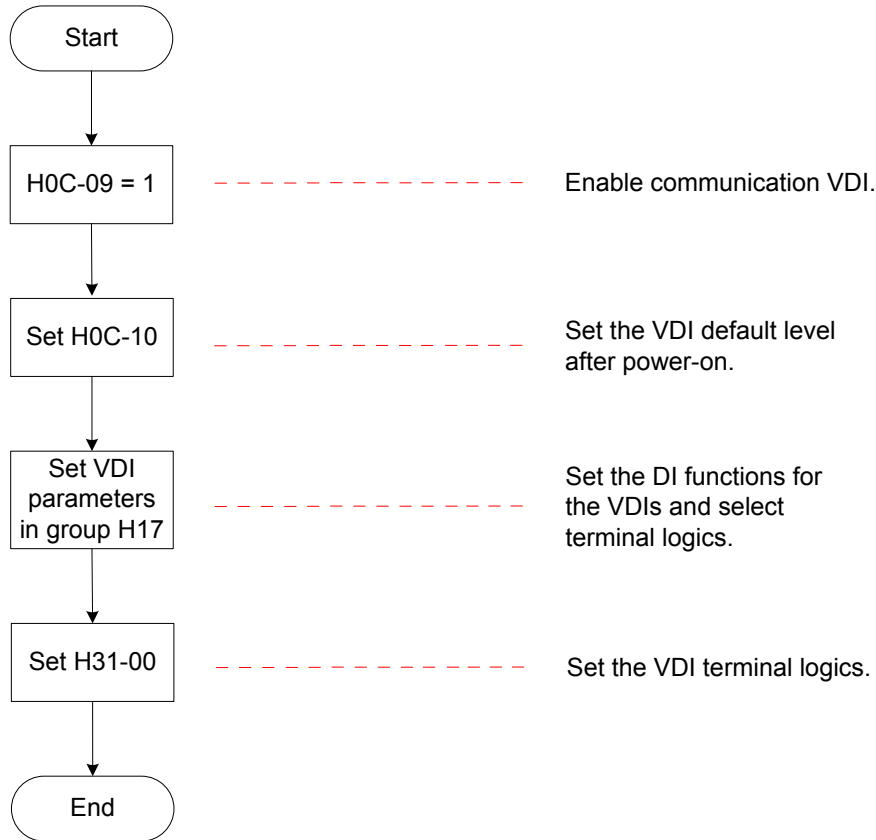 Start
H0C-09 = 1
Enable communication VDI.
Set H0C-10
Set the VDI default level
after power-on.
Set VDI
parameters
in group H17
Set the DI functions for
the VDIs and select
terminal logics.
Set H31-00
Set the VDI terminal logics.
End